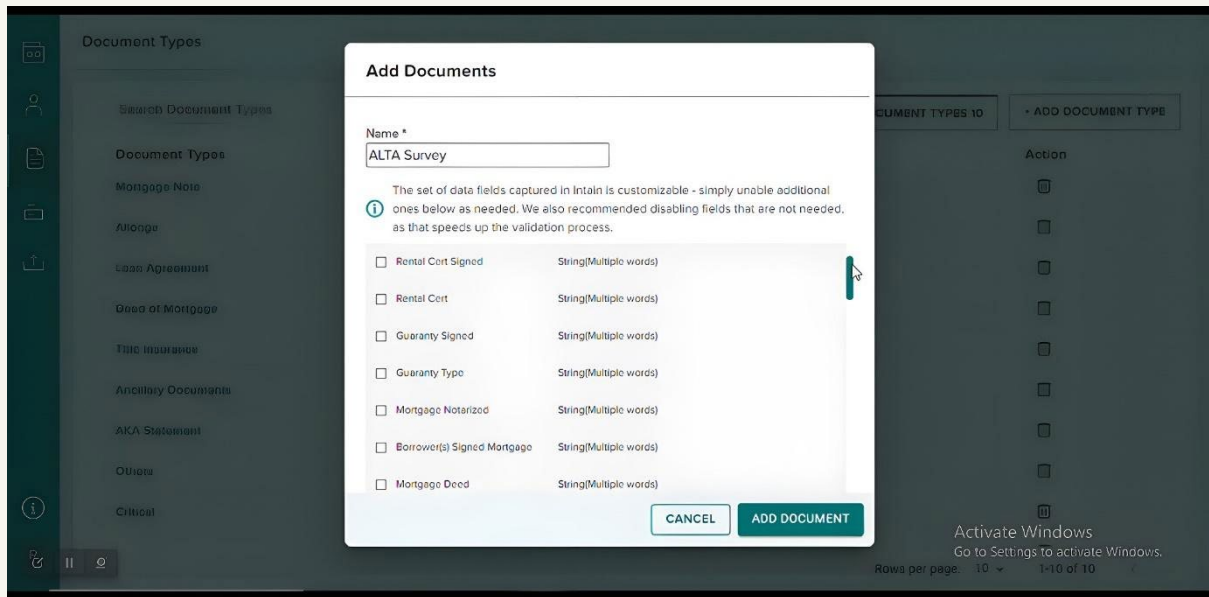 Document Types
Search Document Types
CUMENT TYPES 10
+ ADD DOCUMENT TYPE
Document Types
Action
Mortgage Note
Allonge
Loan Agreement
Deed of Mortgage
Title Insurance
Ancillary Documents
AKA Statement
Others
Critical
Add Documents
Name *
ALTA Survey
The set of data fields captured in Intain is customizable - simply unable additional
ones below as needed. We also recommended disabling fields that are not needed,
as that speeds up the validation process.
Rental Cert Signed String(Multiple words)
Rental Cert String(Multiple words)
Guaranty Signed String(Multiple words)
Guaranty Type String(Multiple words)
Mortgage Notarized String(Multiple words)
Borrower(s) Signed Mortgage String(Multiple words)
Mortgage Deed String(Multiple words)
CANCEL
ADD DOCUMENT
Activate Windows
Go to Settings to activate Windows.
Rows per page: 10 1-10 of 10